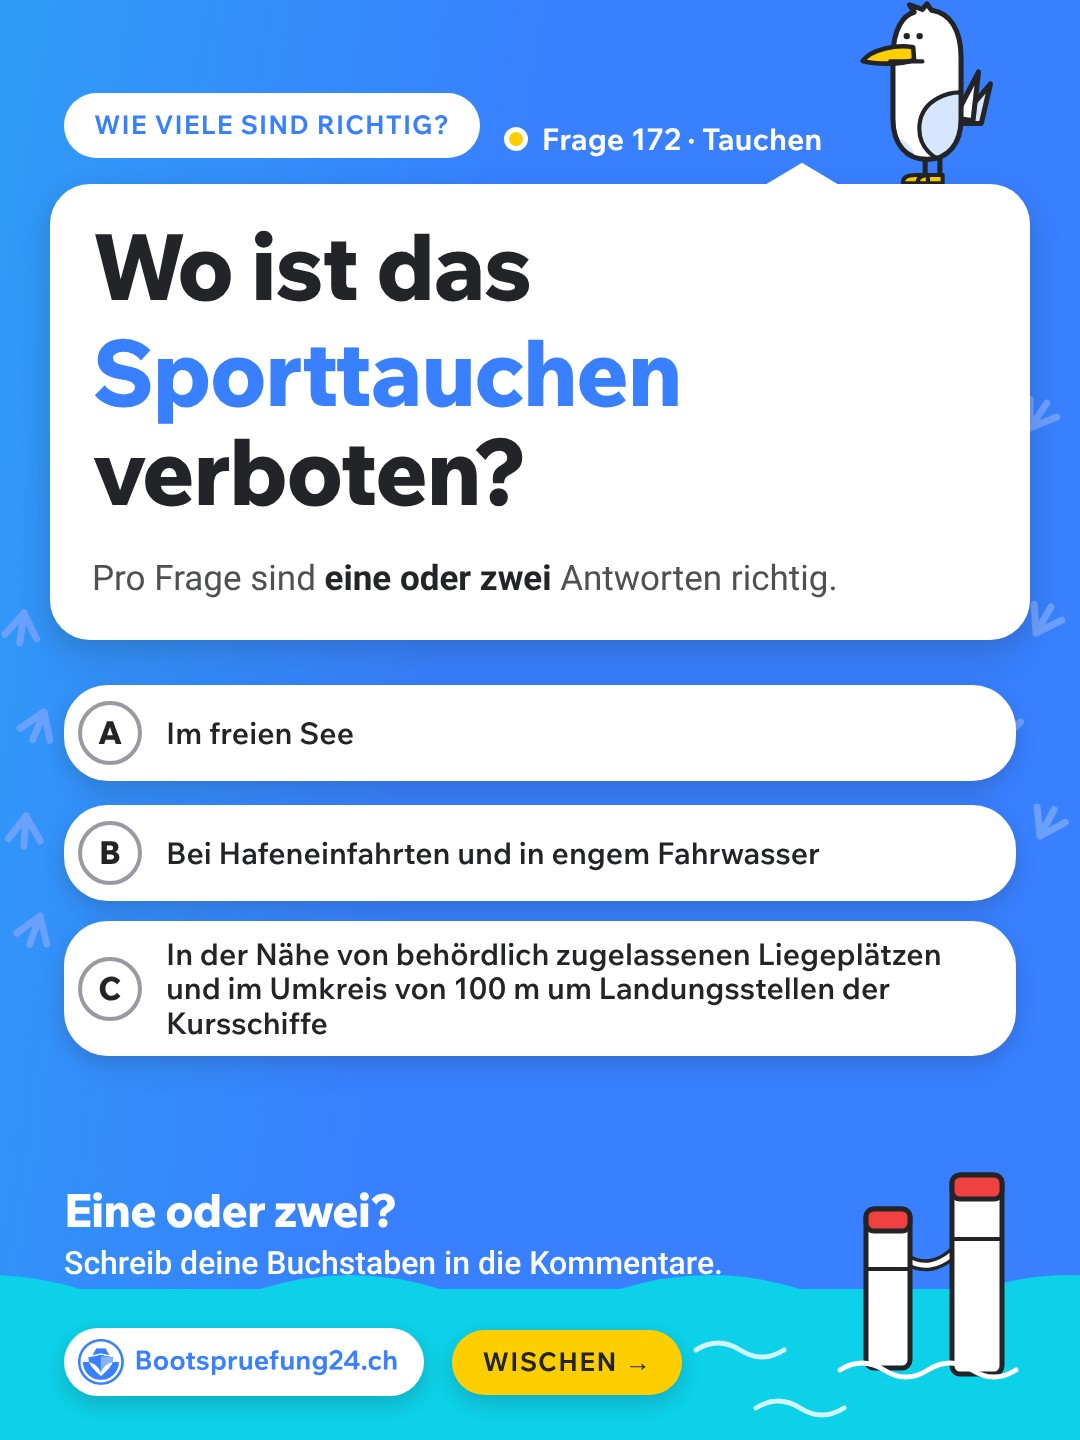 WIE VIELE SIND RICHTIG?
Frage 172 · Tauchen
Wo ist das
Sporttauchen
verboten?
Pro Frage sind eine oder zwei Antworten richtig.
A Im freien See
B Bei Hafeneinfahrten und in engem Fahrwasser
C In der Nähe von behördlich zugelassenen Liegeplätzen
und im Umkreis von 100 m um Landungsstellen der
Kursschiffe
Eine oder zwei?
Schreib deine Buchstaben in die Kommentare.
Bootspruefung24.ch
WISCHEN →